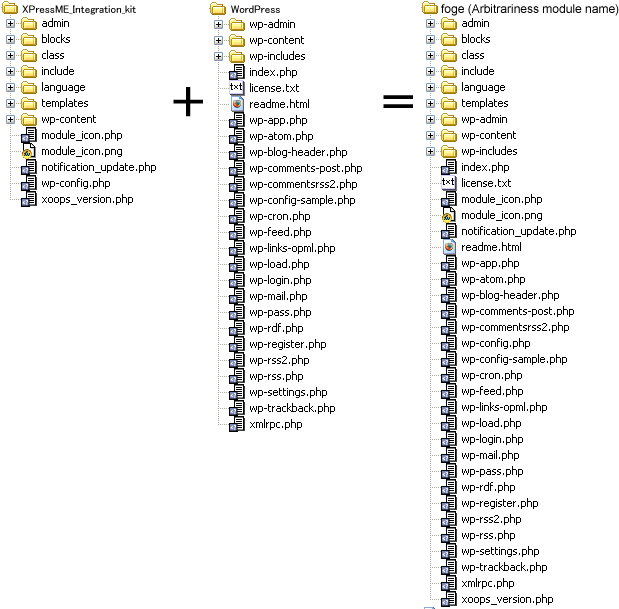 XPressME_Integration_kit
admin
blocks
class
include
language
templates
wp-content
module_icon.php
module_icon.png
notification_update.php
wp-config.php
xoops_version.php
+
WordPress
wp-admin
wp-content
wp-includes
index.php
license.txt
readme.html
wp-app.php
wp-atom.php
wp-blog-header.php
wp-comments-post.php
wp-commentsrss2.php
wp-config-sample.php
wp-cron.php
wp-feed.php
wp-links-opml.php
wp-load.php
wp-login.php
wp-mail.php
wp-pass.php
wp-rdf.php
wp-register.php
wp-rss2.php
wp-rss.php
wp-settings.php
wp-trackback.php
xmlrpc.php
=
foge (Arbitrariness module name)
admin
blocks
class
include
language
templates
wp-admin
wp-content
wp-includes
index.php
license.txt
module_icon.php
module_icon.png
notification_update.php
readme.html
wp-app.php
wp-atom.php
wp-blog-header.php
wp-comments-post.php
wp-commentsrss2.php
wp-config.php
wp-config-sample.php
wp-cron.php
wp-feed.php
wp-links-opml.php
wp-load.php
wp-login.php
wp-mail.php
wp-pass.php
wp-rdf.php
wp-register.php
wp-rss2.php
wp-rss.php
wp-settings.php
wp-trackback.php
xmlrpc.php
xoops_version.php